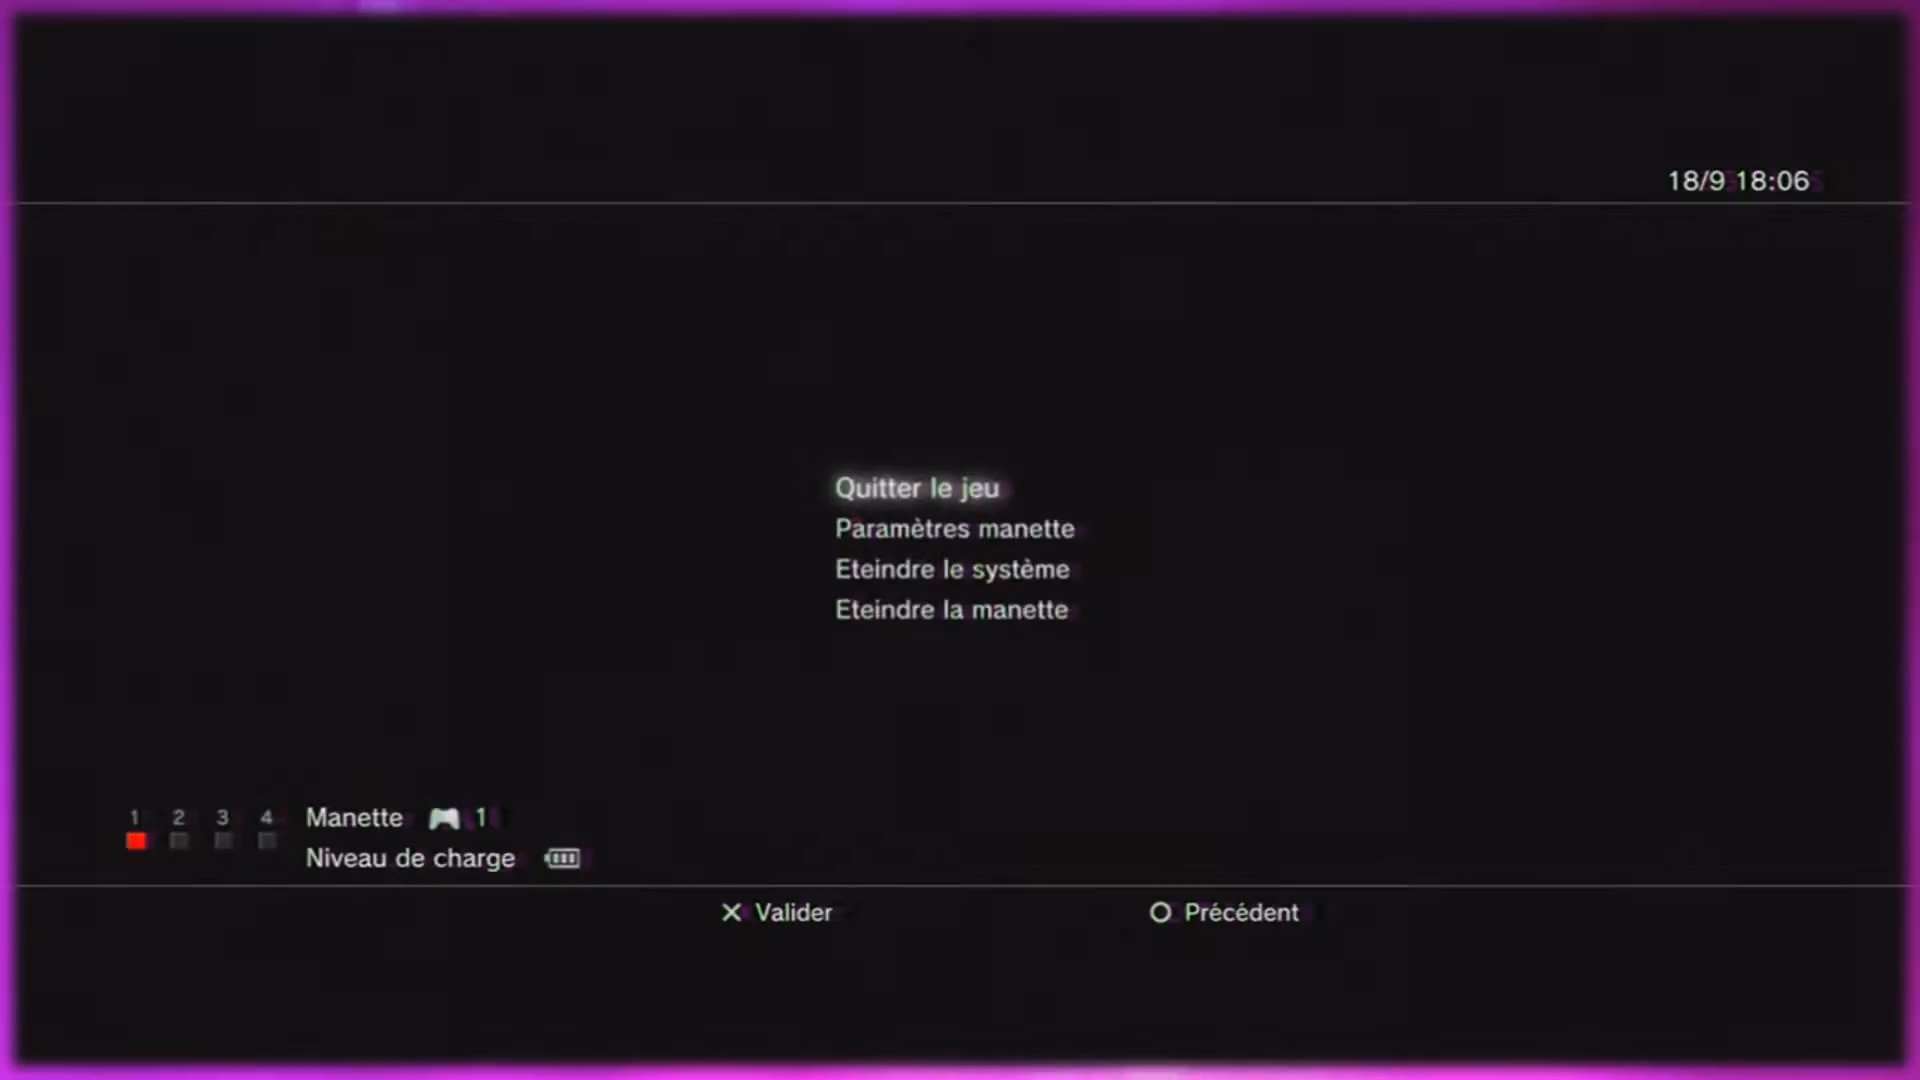 18/9 18:06
Quitter le jeu
Paramètres manette
Eteindre le système
Eteindre la manette
1 2 3 4 Manette 1
Niveau de charge
Valider Précédent